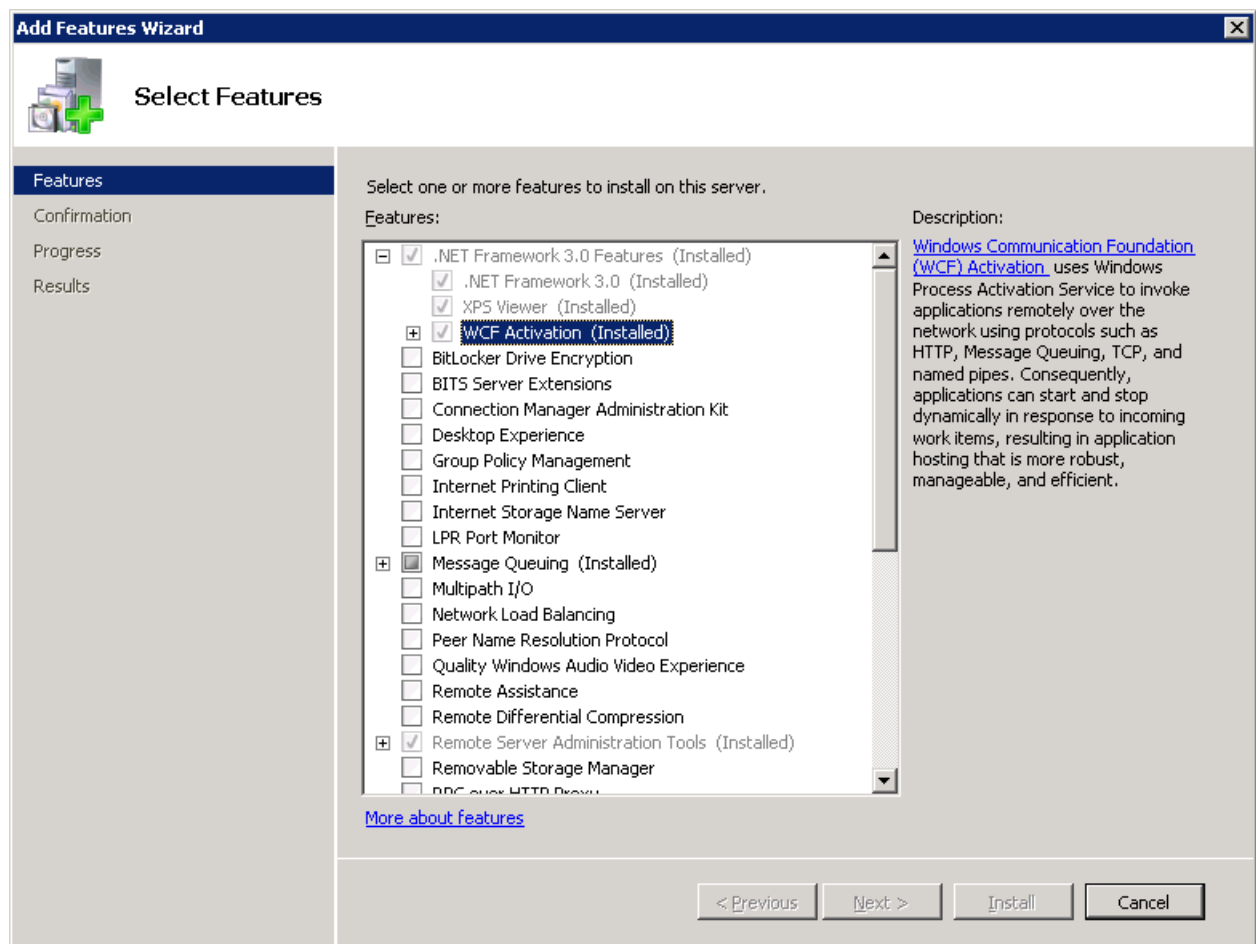 Add Features Wizard
Select Features
Features
Confirmation
Progress
Results
Select one or more features to install on this server.
Features:
.NET Framework 3.0 Features (Installed)
.NET Framework 3.0 (Installed)
XPS Viewer (Installed)
WCF Activation (Installed)
BitLocker Drive Encryption
BITS Server Extensions
Connection Manager Administration Kit
Desktop Experience
Group Policy Management
Internet Printing Client
Internet Storage Name Server
LPR Port Monitor
Message Queuing (Installed)
Multipath I/O
Network Load Balancing
Peer Name Resolution Protocol
Quality Windows Audio Video Experience
Remote Assistance
Remote Differential Compression
Remote Server Administration Tools (Installed)
Removable Storage Manager
RPC over HTTP Proxy
More about features
Description:
Windows Communication Foundation
(WCF) Activation uses Windows
Process Activation Service to invoke
applications remotely over the
network using protocols such as
HTTP, Message Queuing, TCP, and
named pipes. Consequently,
applications can start and stop
dynamically in response to incoming
work items, resulting in application
hosting that is more robust,
manageable, and efficient.
< Previous
Next >
Install
Cancel